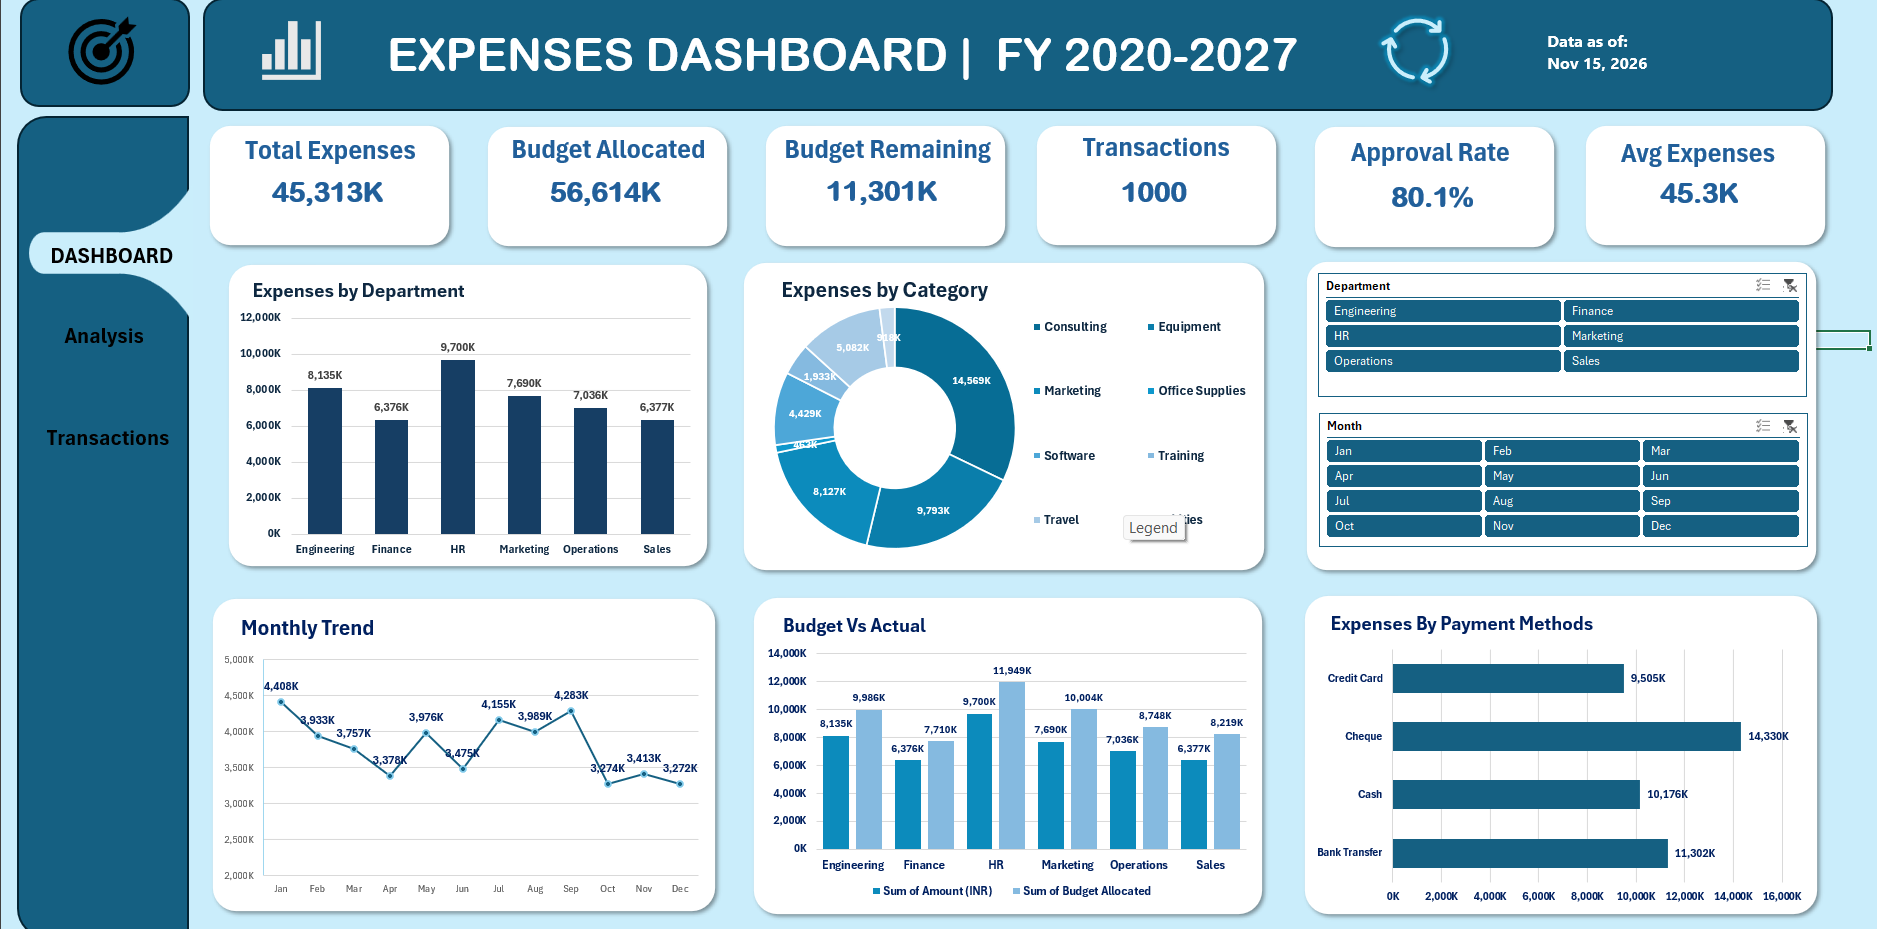 EXPENSES DASHBOARD | FY 2020-2027
Data as of:
Nov 15, 2026
DASHBOARD
Analysis
Transactions
Total Expenses
45,313K
Budget Allocated
56,614K
Budget Remaining
11,301K
Transactions
1000
Approval Rate
80.1%
Avg Expenses
45.3K
Expenses by Department
12,000K
10,000K
8,000K
6,000K
4,000K
2,000K
0K
8,135K
6,376K
9,700K
7,690K
7,036K
6,377K
Engineering
Finance
HR
Marketing
Operations
Sales
Expenses by Category
14,569K
9,793K
8,127K
4,429K
1,933K
5,082K
918K
Consulting
Equipment
Marketing
Office Supplies
Software
Training
Travel
Legend
Department
Engineering
Finance
HR
Marketing
Operations
Sales
Month
Jan
Feb
Mar
Apr
May
Jun
Jul
Aug
Sep
Oct
Nov
Dec
Monthly Trend
5,000K
4,500K
4,000K
3,500K
3,000K
2,500K
2,000K
4,408K
3,933K
3,757K
3,378K
3,976K
3,475K
4,155K
3,989K
4,283K
3,274K
3,413K
3,272K
Jan
Feb
Mar
Apr
May
Jun
Jul
Aug
Sep
Oct
Nov
Dec
Budget Vs Actual
14,000K
12,000K
10,000K
8,000K
6,000K
4,000K
2,000K
0K
8,135K
9,986K
6,376K
7,710K
9,700K
11,949K
7,690K
10,004K
7,036K
8,748K
6,377K
8,219K
Engineering
Finance
HR
Marketing
Operations
Sales
Sum of Amount (INR)
Sum of Budget Allocated
Expenses By Payment Methods
Credit Card
9,505K
Cheque
14,330K
Cash
10,176K
Bank Transfer
11,302K
0K
2,000K
4,000K
6,000K
8,000K
10,000K
12,000K
14,000K
16,000K